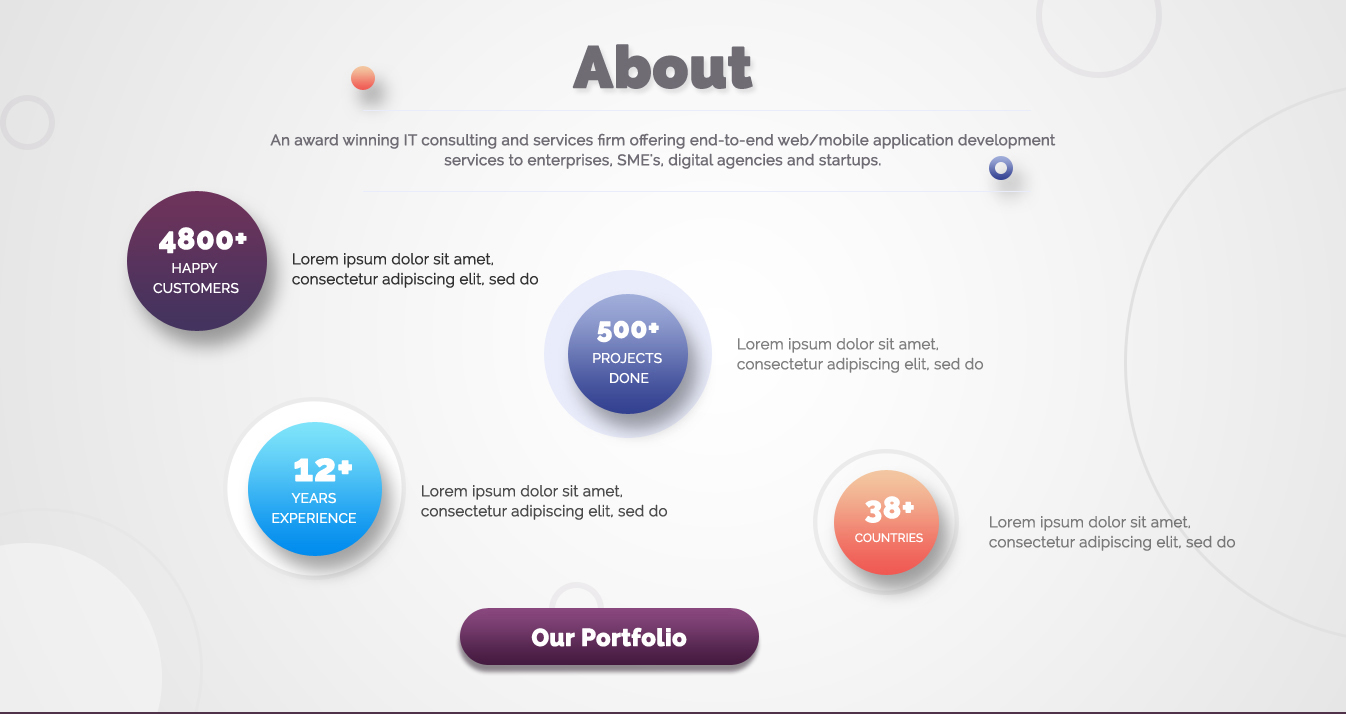 About
An award winning IT consulting and services firm offering end-to-end web/mobile application development
services to enterprises, SME's, digital agencies and startups.
4800+
HAPPY
CUSTOMERS
Lorem ipsum dolor sit amet,
consectetur adipiscing elit, sed do
500+
PROJECTS
DONE
Lorem ipsum dolor sit amet,
consectetur adipiscing elit, sed do
12+
YEARS
EXPERIENCE
Lorem ipsum dolor sit amet,
consectetur adipiscing elit, sed do
38+
COUNTRIES
Lorem ipsum dolor sit amet,
consectetur adipiscing elit, sed do
Our Portfolio